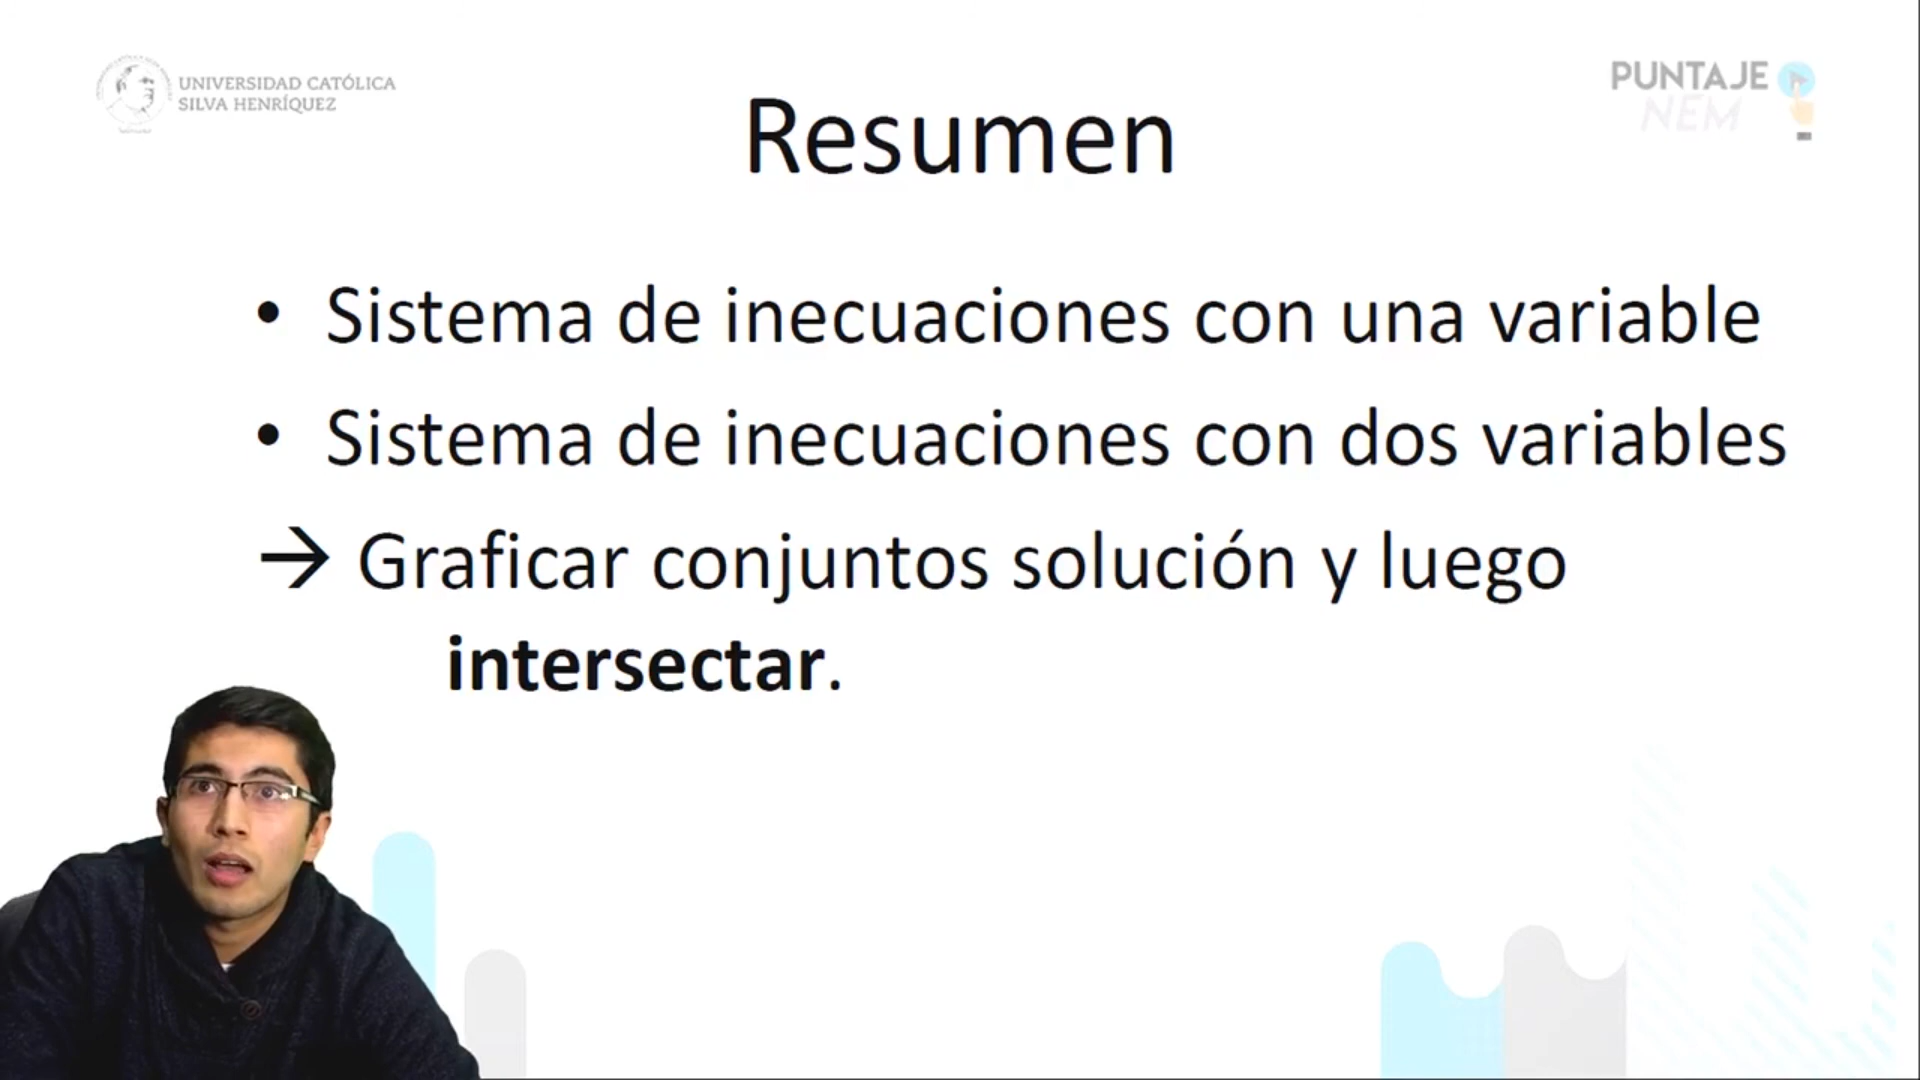 UNIVERSIDAD CATÓLICA
SILVA HENRÍQUEZ
PUNTAJE
NEM
Resumen
• Sistema de inecuaciones con una variable
• Sistema de inecuaciones con dos variables
→ Graficar conjuntos solución y luego
intersectar.